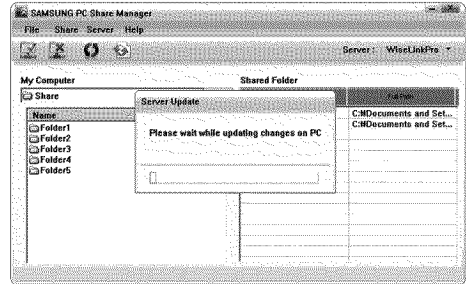 SAMSUNG PC Share Manager
File Share Server Help
Server : WiseLinkPro
My Computer
Shared Folder
Share
Name
Folder1
Folder2
Folder3
Folder4
Folder5
Server Update
Please wait while updating changes on PC
Full Path
C:#Documents and Set...
C:#Documents and Set...